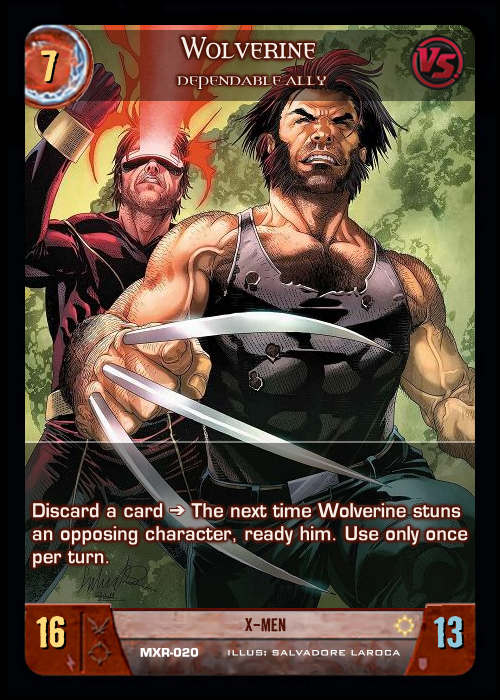 7
WOLVERINE
DEPENDABLE ALLY
VS
Discard a card ➔ The next time Wolverine stuns
an opposing character, ready him. Use only once
per turn.
16
X-MEN
13
MXR-020 ILLUS: SALVADORE LAROCA